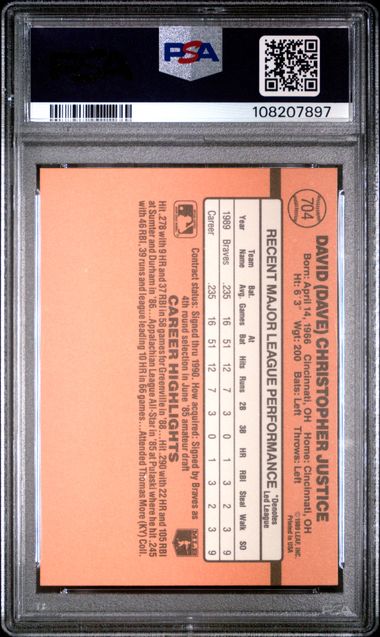 PSA
108207897
704
DAVID (DAVE) CHRISTOPHER JUSTICE
Born: April 14, 1966 Cincinnati, OH Home: Cincinnati, OH
Ht: 6' 3" Wgt: 200 Bats: Left Throws: Left
© 1989 LEAF, INC.
Printed in USA
RECENT MAJOR LEAGUE PERFORMANCE
*Denotes
Led League
Year Team Name Bat. Avg. Games At Bat Hits Runs 2B 3B HR RBI Steal Walk SO
1989 Braves .235 16 51 12 7 3 0 1 3 2 3 9
Career .235 16 51 12 7 3 0 1 3 2 3 9
Contract status: Signed thru 1990. How acquired: Signed by Braves as
4th round selection in June '85 amateur draft
CAREER HIGHLIGHTS
Hit .278 with 9 HR and 37 RBI in 58 games for Greenville in '88... Hit .290 with 22 HR and 105 RBI
at Sumter and Durham in '86... Appalachian League All-Star in '85 at Pulaski where he hit .245
with 46 RBI, 39 runs and league leading 10 HR in 66 games... Attended Thomas More (KY) Coll.
PSA